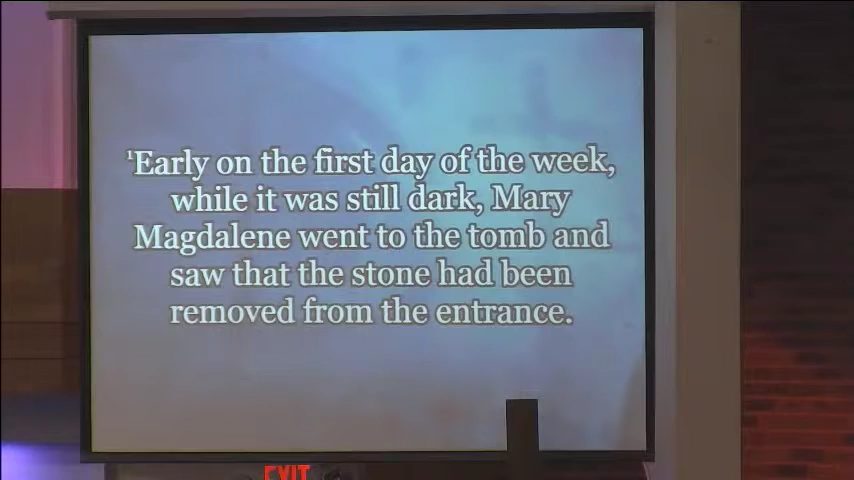 ¹Early on the first day of the week,
while it was still dark, Mary
Magdalene went to the tomb and
saw that the stone had been
removed from the entrance.
EXIT